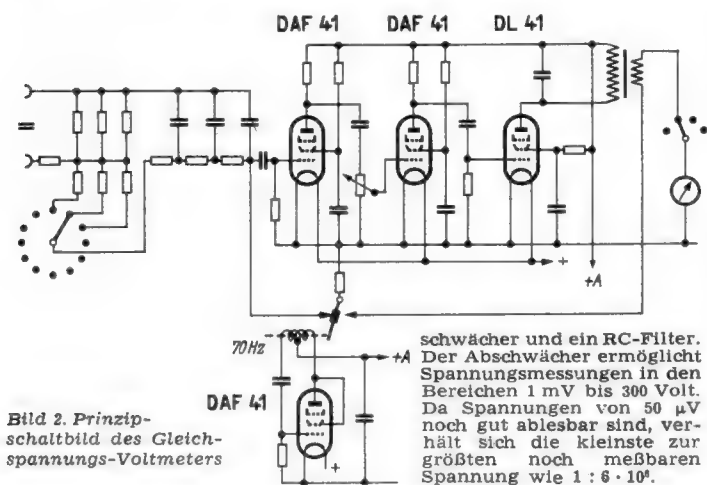 DAF 41 DAF 41 DL 41
=
+
+A
70Hz
+A
DAF 41
+
Bild 2. Prinzip-
schaltbild des Gleich-
spannungs-Voltmeters
schwächer und ein RC-Filter.
Der Abschwächer ermöglicht
Spannungsmessungen in den
Bereichen 1 mV bis 300 Volt.
Da Spannungen von 50 µV
noch gut ablesbar sind, ver-
hält sich die kleinste zur
größten noch meßbaren
Spannung wie 1 : 6 · 10⁶.